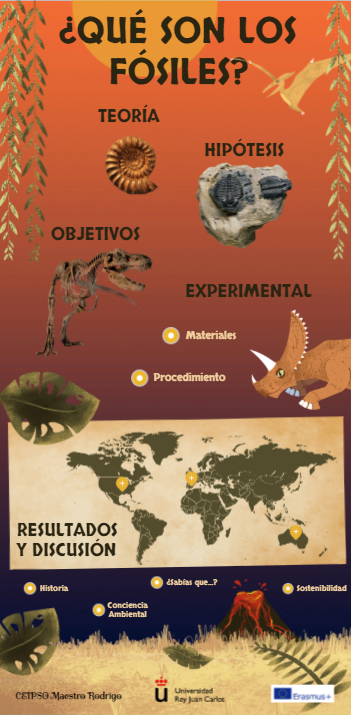 ¿QUÉ SON LOS
FÓSILES?
TEORÍA
HIPÓTESIS
OBJETIVOS
EXPERIMENTAL
Materiales
Procedimiento
RESULTADOS
Y DISCUSIÓN
Historia
¿Sabías que...?
Sostenibilidad
Conciencia
Ambiental
CEIPSO Maestro Rodrigo
Universidad
Rey Juan Carlos
Erasmus+